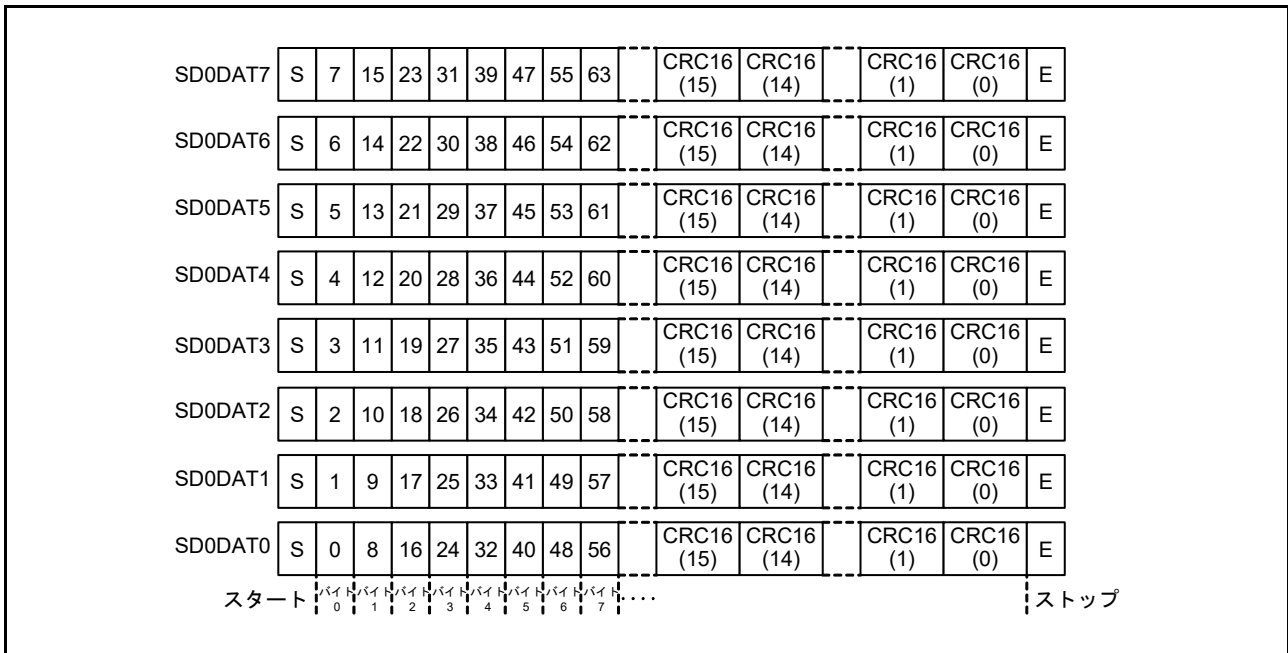 SD0DAT7 S 7 15 23 31 39 47 55 63 CRC16 (15) CRC16 (14) CRC16 (1) CRC16 (0) E
SD0DAT6 S 6 14 22 30 38 46 54 62 CRC16 (15) CRC16 (14) CRC16 (1) CRC16 (0) E
SD0DAT5 S 5 13 21 29 37 45 53 61 CRC16 (15) CRC16 (14) CRC16 (1) CRC16 (0) E
SD0DAT4 S 4 12 20 28 36 44 52 60 CRC16 (15) CRC16 (14) CRC16 (1) CRC16 (0) E
SD0DAT3 S 3 11 19 27 35 43 51 59 CRC16 (15) CRC16 (14) CRC16 (1) CRC16 (0) E
SD0DAT2 S 2 10 18 26 34 42 50 58 CRC16 (15) CRC16 (14) CRC16 (1) CRC16 (0) E
SD0DAT1 S 1 9 17 25 33 41 49 57 CRC16 (15) CRC16 (14) CRC16 (1) CRC16 (0) E
SD0DAT0 S 0 8 16 24 32 40 48 56 CRC16 (15) CRC16 (14) CRC16 (1) CRC16 (0) E
スタート バイト0 バイト1 バイト2 バイト3 バイト4 バイト5 バイト6 バイト7 ‥‥ ストップ